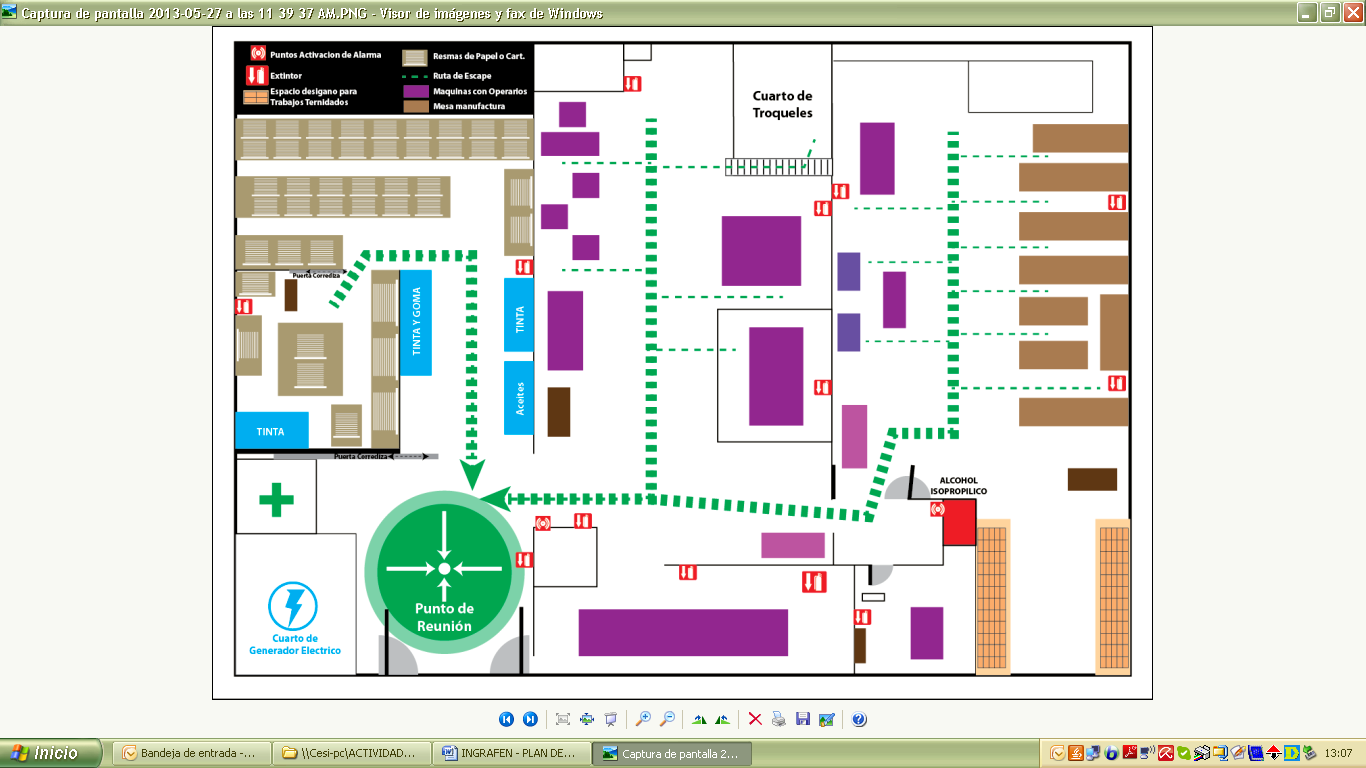 Captura de pantalla 2013-05-27 a las 11 39 37 AM.PNG - Visor de imágenes y fax de Windows
Puntos Activacion de Alarma
Resmas de Papel o Cart.
Extintor
Ruta de Escape
Espacio desigano para
Trabajos Ternidados
Maquinas con Operarios
Mesa manufactura
Cuarto de
Troqueles
Puerta Corrediza
TINTA Y GOMA
TINTA
Aceites
TINTA
Puerta Corrediza
ALCOHOL
ISOPROPILICO
Punto de
Reunión
Cuarto de
Generador Electrico
Inicio
Bandeja de entrada -...
\\Cesi-pc\ACTIVIDAD...
INGRAFEN - PLAN DE...
Captura de pantalla 2...
13:07